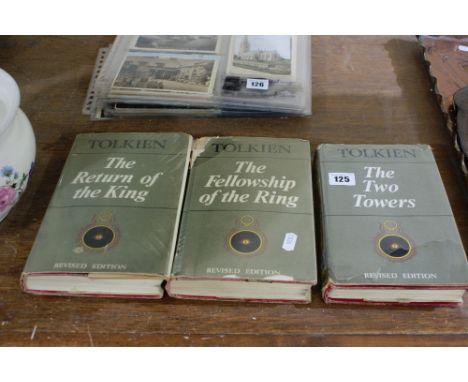 126
TOLKIEN
The
Return of
the King
REVISED EDITION
TOLKIEN
The
Fellowship
of the Ring
REVISED EDITION
TOLKIEN
125
The
Two
Towers
REVISED EDITION